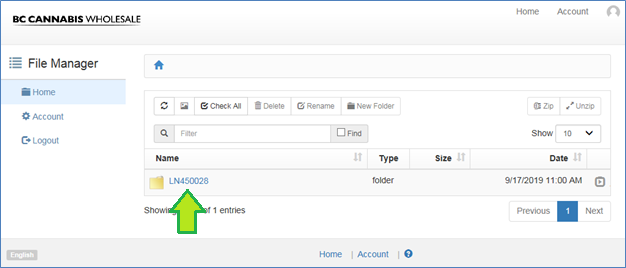 BC CANNABIS WHOLESALE
Home Account
File Manager
Home
Account
Logout
Check All Delete Rename New Folder Zip Unzip
Filter Find Show 10
Name Type Size Date
LN450028 folder 9/17/2019 11:00 AM
Showing of 1 entries Previous 1 Next
English Home | Account |